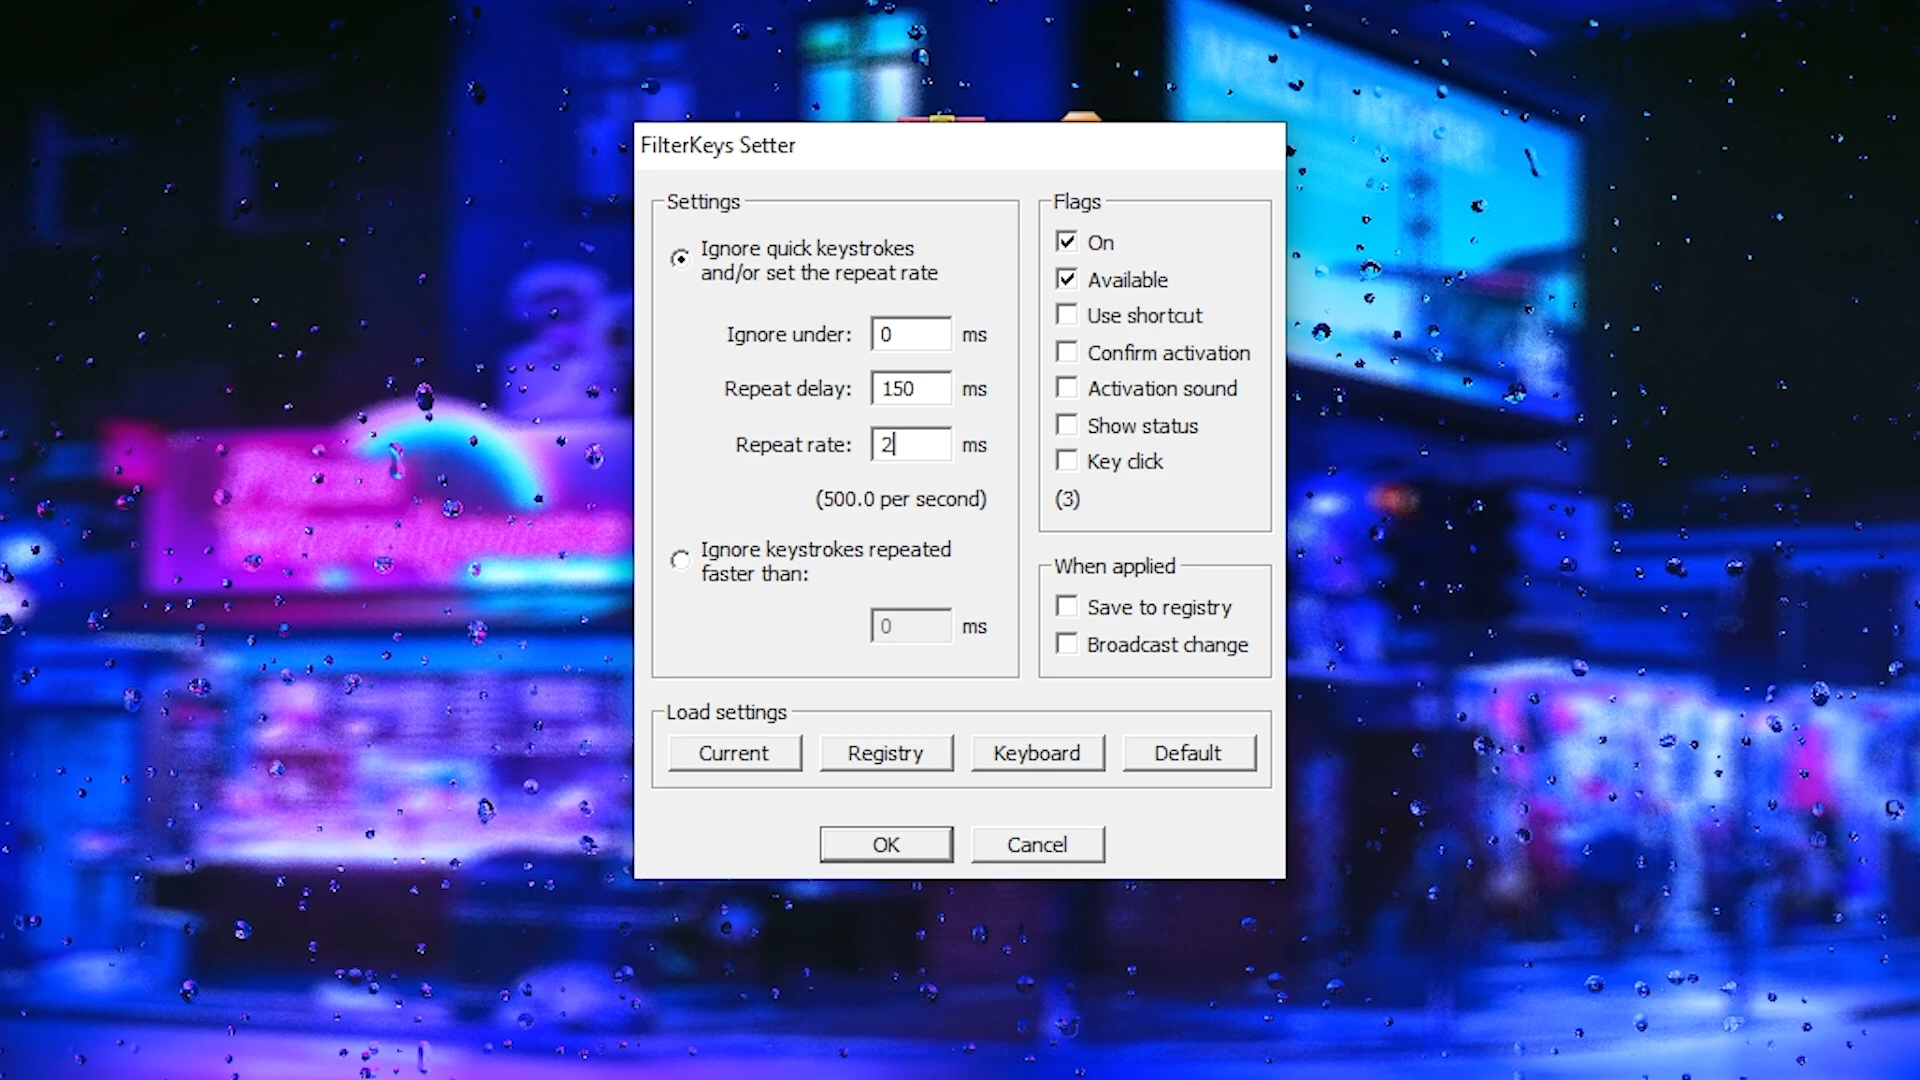 FilterKeys Setter
Settings
Ignore quick keystrokes
and/or set the repeat rate
Ignore under: 0 ms
Repeat delay: 150 ms
Repeat rate: 2 ms
(500.0 per second)
Ignore keystrokes repeated
faster than:
0 ms
Flags
On
Available
Use shortcut
Confirm activation
Activation sound
Show status
Key click
(3)
When applied
Save to registry
Broadcast change
Load settings
Current Registry Keyboard Default
OK Cancel